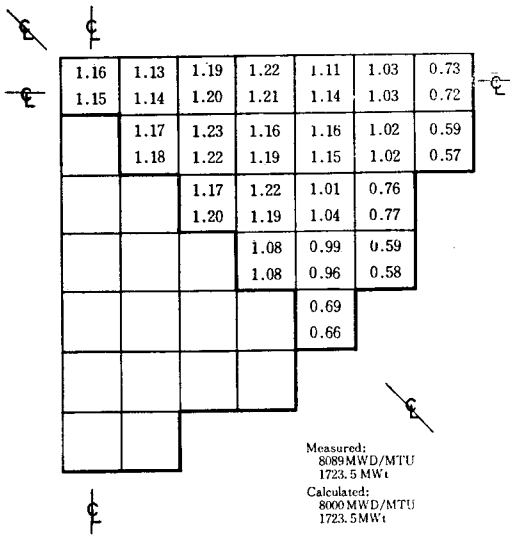 1.16 1.13 1.19 1.22 1.11 1.03 0.73
1.15 1.14 1.20 1.21 1.14 1.03 0.72
1.17 1.23 1.16 1.16 1.02 0.59
1.18 1.22 1.19 1.15 1.02 0.57
1.17 1.22 1.01 0.76
1.20 1.19 1.04 0.77
1.08 0.99 0.59
1.08 0.96 0.58
0.69
0.66
Measured:
8089 MWD/MTU
1723.5 MWt
Calculated:
8000 MWD/MTU
1723.5 MWt